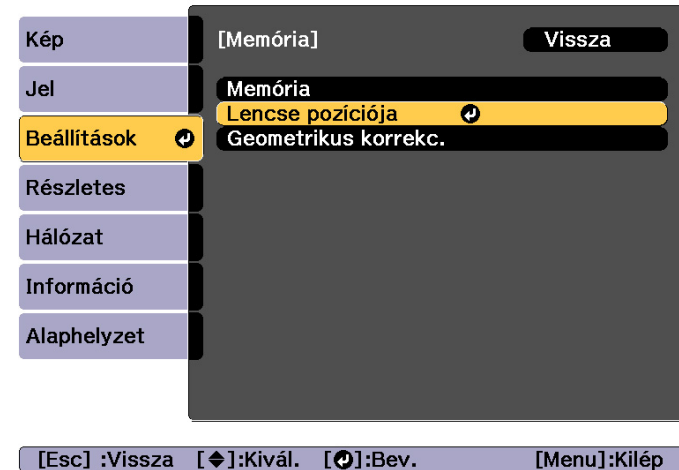 Kép
Jel
Beállítások
Részletes
Hálózat
Információ
Alaphelyzet
[Memória] Vissza
Memória
Lencse pozíciója
Geometrikus korrekc.
[Esc] :Vissza [◆]:Kivál. [⏎]:Bev. [Menu]:Kilép